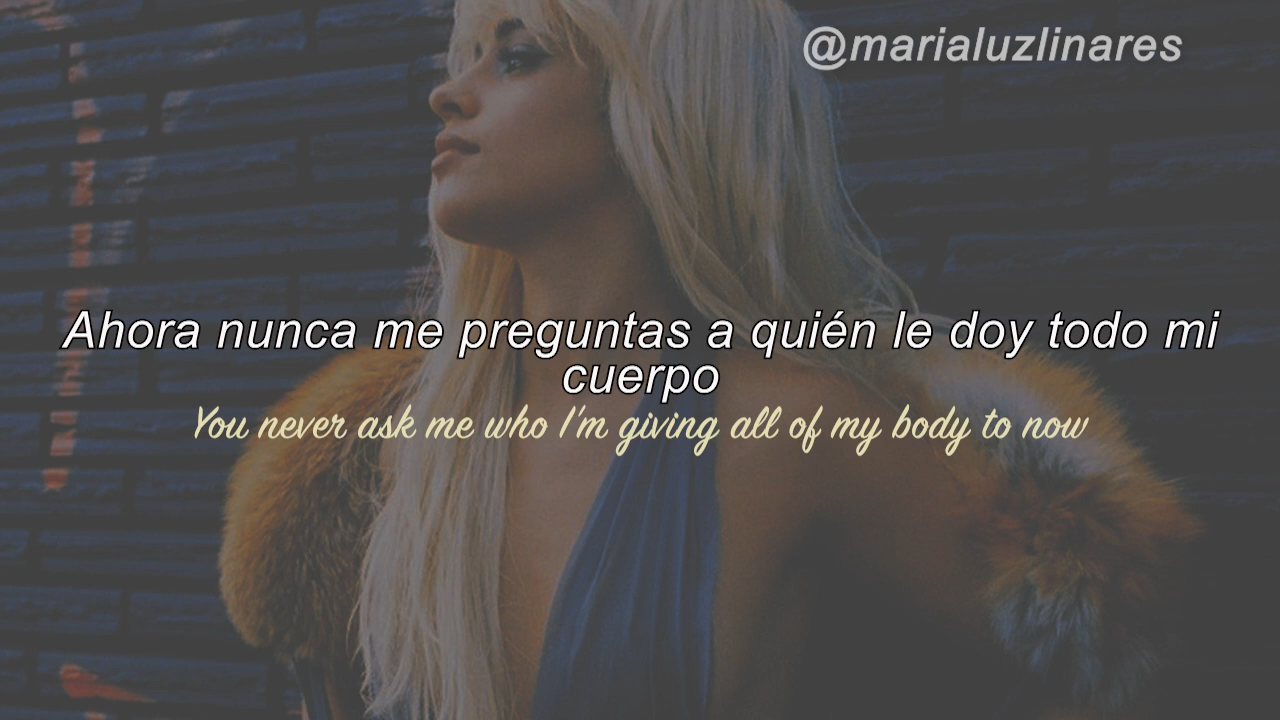 @marialuzlinares
Ahora nunca me preguntas a quién le doy todo mi
cuerpo
You never ask me who I'm giving all of my body to now